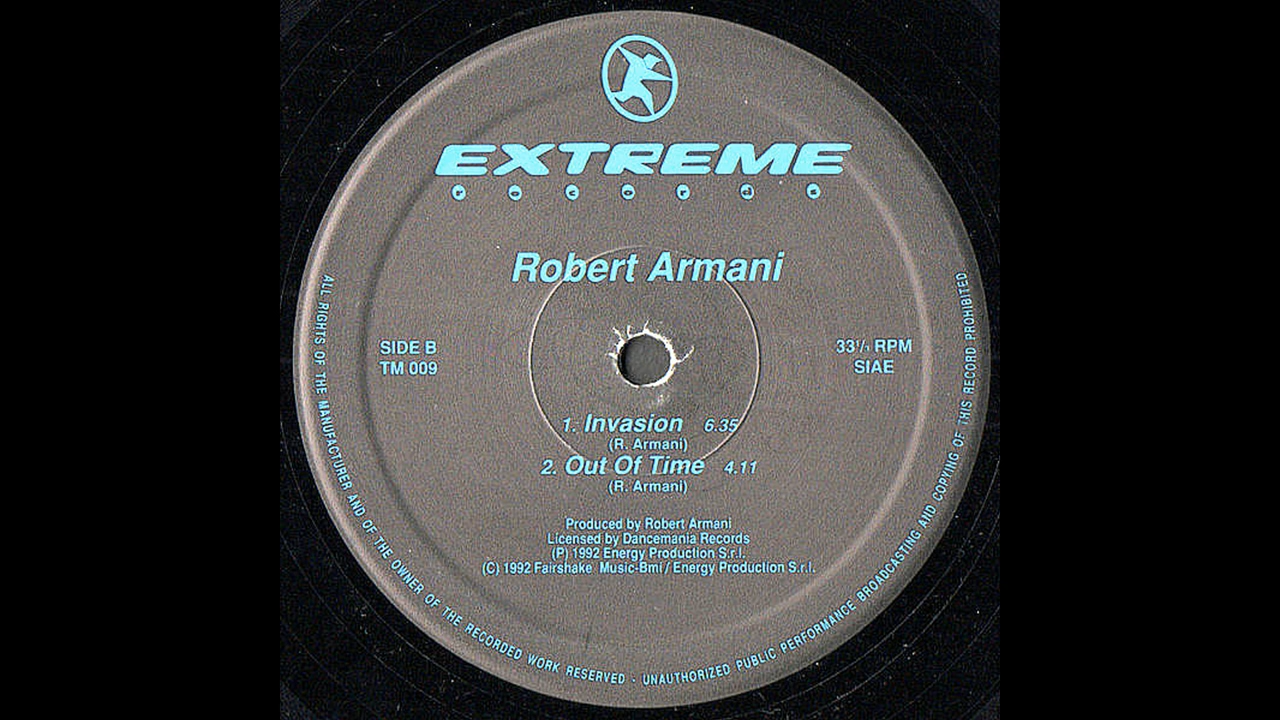 EXTREME
records
Robert Armani
SIDE B
TM 009
33⅓ RPM
SIAE
1. Invasion 6.35
(R. Armani)
2. Out Of Time 4.11
(R. Armani)
Produced by Robert Armani
Licensed by Dancemania Records
(P) 1992 Energy Production S.r.l.
(C) 1992 Fairshake Music-Bmi / Energy Production S.r.l.
ALL RIGHTS OF THE MANUFACTURER AND OF THE OWNER OF THE RECORDED WORK RESERVED - UNAUTHORIZED PUBLIC PERFORMANCE BROADCASTING AND COPYING OF THIS RECORD PROHIBITED